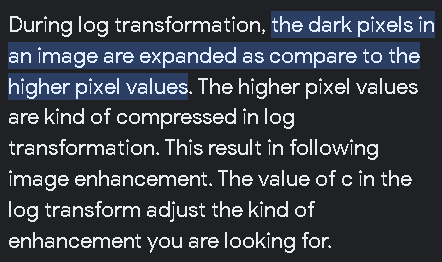 During log transformation, the dark pixels in
an image are expanded as compare to the
higher pixel values. The higher pixel values
are kind of compressed in log
transformation. This result in following
image enhancement. The value of c in the
log transform adjust the kind of
enhancement you are looking for.